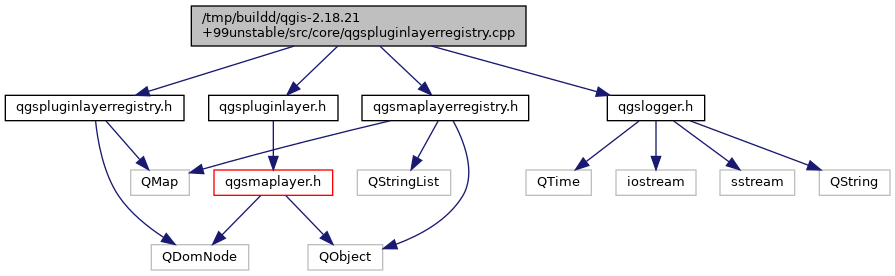 /tmp/buildd/qgis-2.18.21
+99unstable/src/core/qgspluginlayerregistry.cpp
qgspluginlayerregistry.h
qgspluginlayer.h
qgsmaplayerregistry.h
qgslogger.h
QMap
qgsmaplayer.h
QStringList
QTime
iostream
sstream
QString
QDomNode
QObject